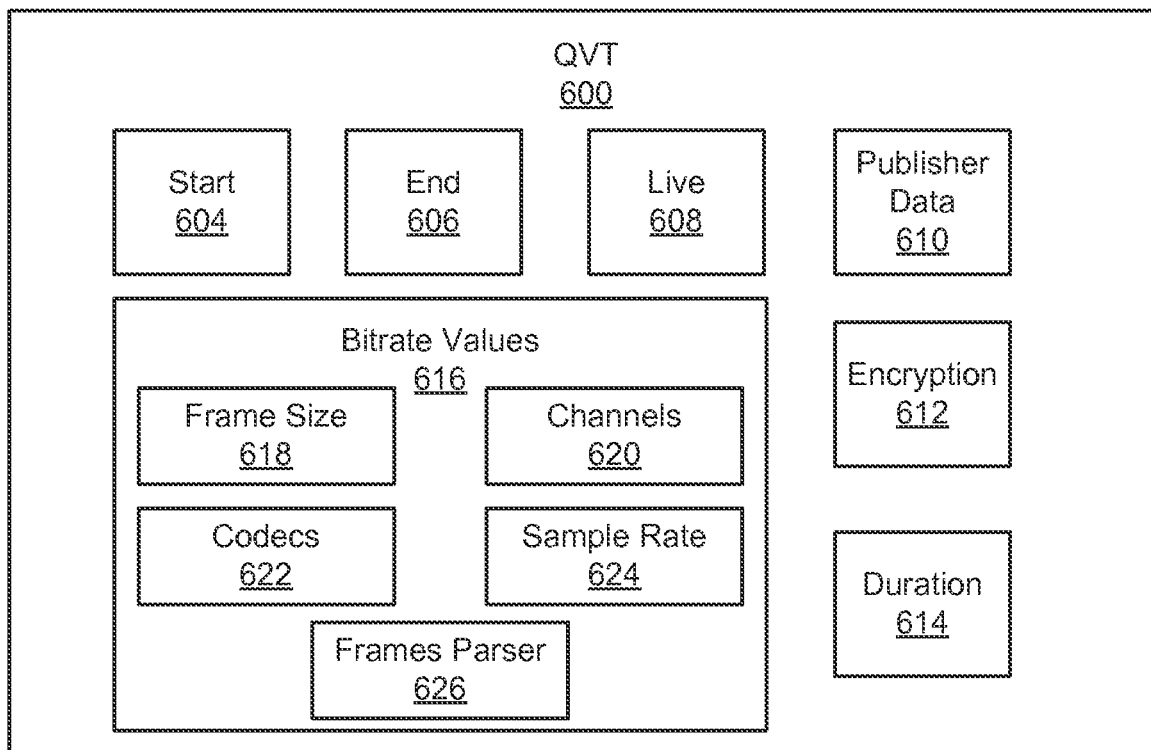 QVT
600
Start
604
End
606
Live
608
Publisher
Data
610
Bitrate Values
616
Frame Size
618
Channels
620
Codecs
622
Sample Rate
624
Frames Parser
626
Encryption
612
Duration
614